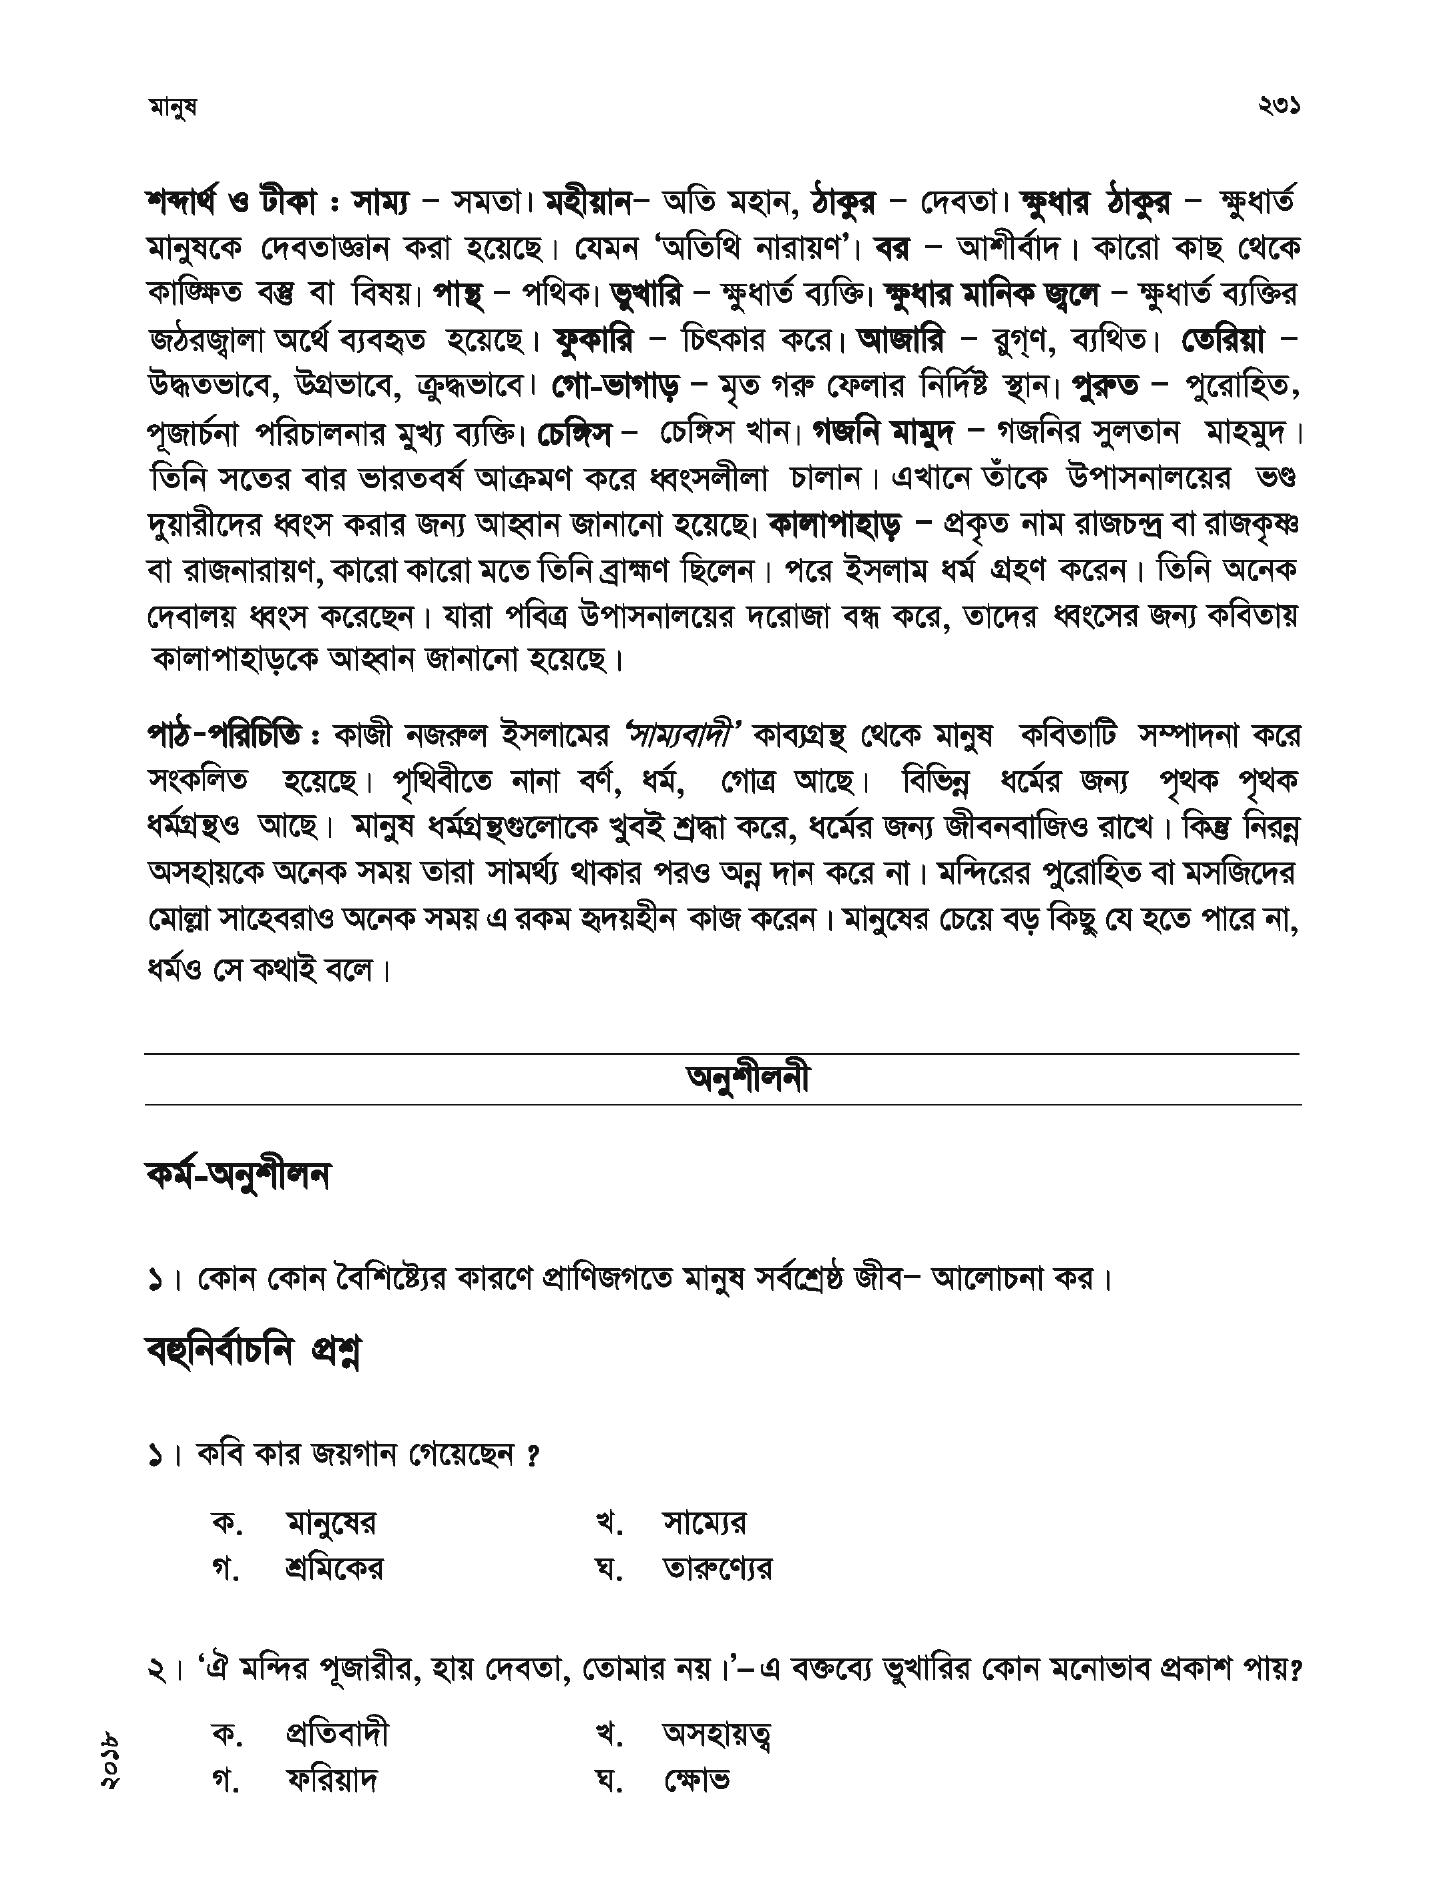 মানুষ ২৩১
শব্দার্থ ও টীকা : সাম্য – সমতা। মহীয়ান– অতি মহান, ঠাকুর – দেবতা। ক্ষুধার ঠাকুর – ক্ষুধার্ত
মানুষকে দেবতাজ্ঞান করা হয়েছে। যেমন ‘অতিথি নারায়ণ’। বর – আশীর্বাদ। কারো কাছ থেকে
কাঙ্ক্ষিত বস্তু বা বিষয়। পান্থ – পথিক। ভুখারি – ক্ষুধার্ত ব্যক্তি। ক্ষুধার মানিক জ্বলে – ক্ষুধার্ত ব্যক্তির
জঠরজ্বালা অর্থে ব্যবহৃত হয়েছে। ফুকারি – চিৎকার করে। আজারি – রুগ্‌ণ, ব্যথিত। তেরিয়া –
উদ্ধতভাবে, উগ্রভাবে, ক্রুদ্ধভাবে। গো-ভাগাড় – মৃত গরু ফেলার নির্দিষ্ট স্থান। পুরুত – পুরোহিত,
পূজার্চনা পরিচালনার মুখ্য ব্যক্তি। চেঙ্গিস – চেঙ্গিস খান। গজনি মামুদ – গজনির সুলতান মাহমুদ।
তিনি সতের বার ভারতবর্ষ আক্রমণ করে ধ্বংসলীলা চালান। এখানে তাঁকে উপাসনালয়ের ভণ্ড
দুয়ারীদের ধ্বংস করার জন্য আহ্বান জানানো হয়েছে। কালাপাহাড় – প্রকৃত নাম রাজচন্দ্র বা রাজকৃষ্ণ
বা রাজনারায়ণ, কারো কারো মতে তিনি ব্রাহ্মণ ছিলেন। পরে ইসলাম ধর্ম গ্রহণ করেন। তিনি অনেক
দেবালয় ধ্বংস করেছেন। যারা পবিত্র উপাসনালয়ের দরোজা বন্ধ করে, তাদের ধ্বংসের জন্য কবিতায়
কালাপাহাড়কে আহ্বান জানানো হয়েছে।
পাঠ-পরিচিতি : কাজী নজরুল ইসলামের ‘সাম্যবাদী’ কাব্যগ্রন্থ থেকে মানুষ কবিতাটি সম্পাদনা করে
সংকলিত হয়েছে। পৃথিবীতে নানা বর্ণ, ধর্ম, গোত্র আছে। বিভিন্ন ধর্মের জন্য পৃথক পৃথক
ধর্মগ্রন্থও আছে। মানুষ ধর্মগ্রন্থগুলোকে খুবই শ্রদ্ধা করে, ধর্মের জন্য জীবনবাজিও রাখে। কিন্তু নিরন্ন
অসহায়কে অনেক সময় তারা সামর্থ্য থাকার পরও অন্ন দান করে না। মন্দিরের পুরোহিত বা মসজিদের
মোল্লা সাহেবরাও অনেক সময় এ রকম হৃদয়হীন কাজ করেন। মানুষের চেয়ে বড় কিছু যে হতে পারে না,
ধর্মও সে কথাই বলে।
অনুশীলনী
কর্ম-অনুশীলন
১। কোন কোন বৈশিষ্ট্যের কারণে প্রাণিজগতে মানুষ সর্বশ্রেষ্ঠ জীব– আলোচনা কর।
বহুনির্বাচনি প্রশ্ন
১। কবি কার জয়গান গেয়েছেন ?
ক. মানুষের খ. সাম্যের
গ. শ্রমিকের ঘ. তারুণ্যের
২। ‘ঐ মন্দির পূজারীর, হায় দেবতা, তোমার নয়।’– এ বক্তব্যে ভুখারির কোন মনোভাব প্রকাশ পায়?
ক. প্রতিবাদী খ. অসহায়ত্ব
গ. ফরিয়াদ ঘ. ক্ষোভ
২০১৮